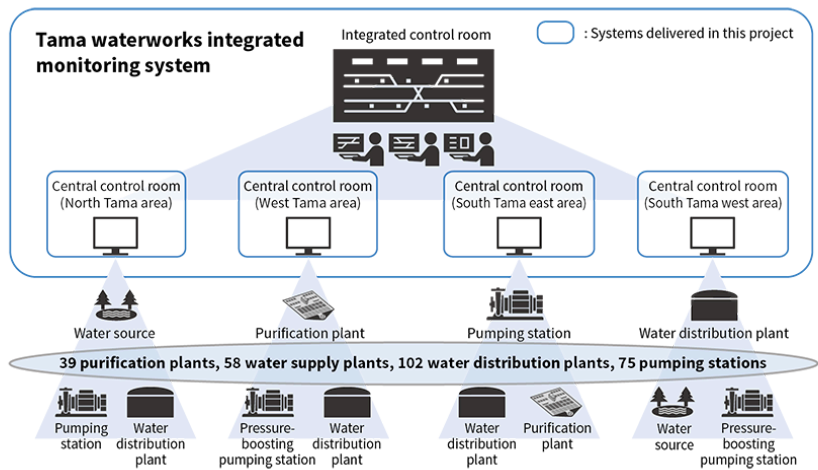 Tama waterworks integrated
monitoring system
Integrated control room
: Systems delivered in this project
Central control room
(North Tama area)
Central control room
(West Tama area)
Central control room
(South Tama east area)
Central control room
(South Tama west area)
Water source
Purification plant
Pumping station
Water distribution plant
39 purification plants, 58 water supply plants, 102 water distribution plants, 75 pumping stations
Pumping
station
Water
distribution
plant
Pressure-
boosting
pumping station
Water
distribution
plant
Water
distribution
plant
Purification
plant
Water
source
Pressure-
boosting
pumping station